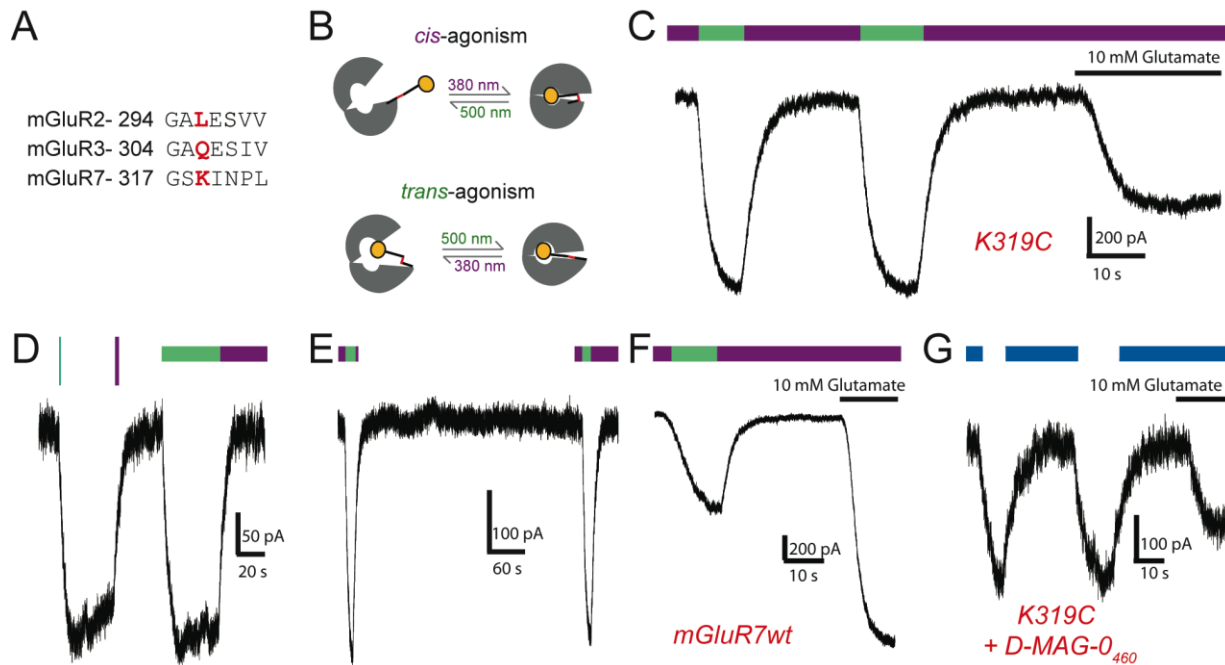 A
mGluR2- 294 GALESVV
mGluR3- 304 GAQESIV
mGluR7- 317 GSKINPL
B
cis-agonism
380 nm
500 nm
trans-agonism
500 nm
380 nm
C
10 mM Glutamate
K319C
200 pA
10 s
D
50 pA
20 s
E
100 pA
60 s
F
10 mM Glutamate
200 pA
10 s
mGluR7wt
G
10 mM Glutamate
100 pA
10 s
K319C
+ D-MAG-0460